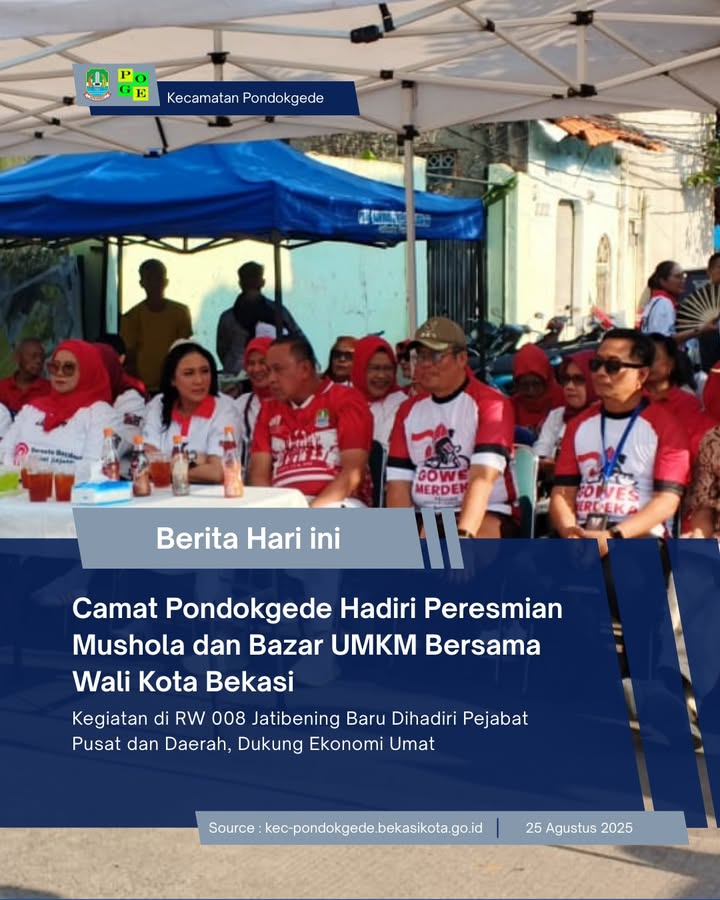 POGE
Kecamatan Pondokgede
GOWES
MERDEKA
GOWES
MERDEKA
Berita Hari ini
Camat Pondokgede Hadiri Peresmian
Mushola dan Bazar UMKM Bersama
Wali Kota Bekasi
Kegiatan di RW 008 Jatibening Baru Dihadiri Pejabat
Pusat dan Daerah, Dukung Ekonomi Umat
Source : kec-pondokgede.bekasikota.go.id
25 Agustus 2025